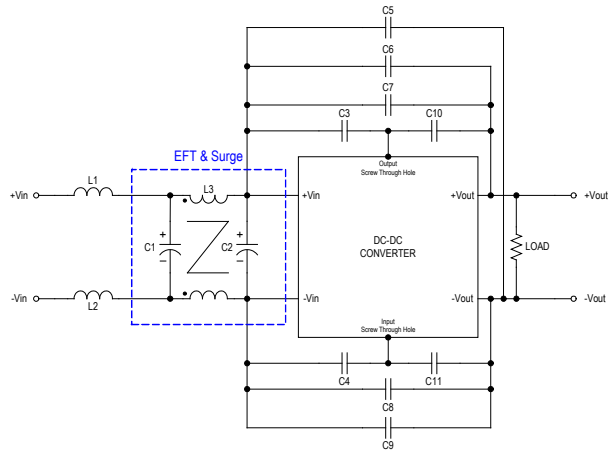 C5
C6
C7
C3
C10
EFT & Surge
Output
Screw Through Hole
L1
L3
+Vin
+Vin
+Vout
+Vout
+
C1
−
+
C2
−
DC-DC
CONVERTER
LOAD
-Vin
-Vin
-Vout
-Vout
L2
Input
Screw Through Hole
C4
C11
C8
C9